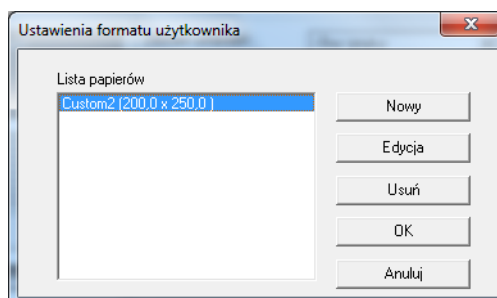 Ustawienia formatu użytkownika
Lista papierów
Custom2 (200,0 x 250,0 )
Nowy
Edycja
Usuń
OK
Anuluj